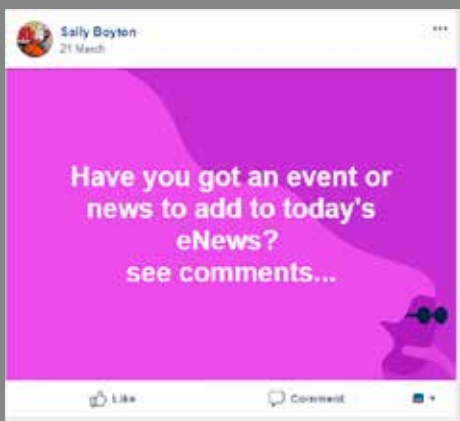 Sally Boyton
21 March
Have you got an event or
news to add to today's
eNews?
see comments...
Like
Comment